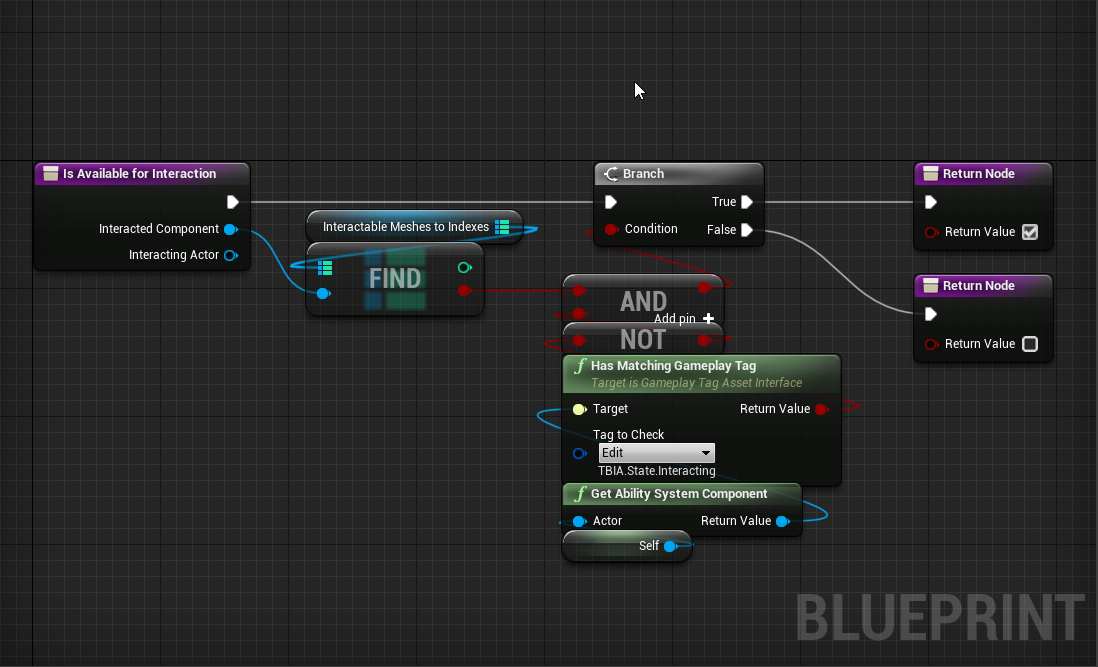 Is Available for Interaction
Interacted Component
Interacting Actor
Interactable Meshes to Indexes
FIND
Branch
True
Condition
False
Return Node
Return Value
Return Node
Return Value
AND
Add pin
NOT
Has Matching Gameplay Tag
Target is Gameplay Tag Asset Interface
Target
Return Value
Tag to Check
Edit
TBIA.State.Interacting
Get Ability System Component
Actor
Return Value
Self
BLUEPRINT